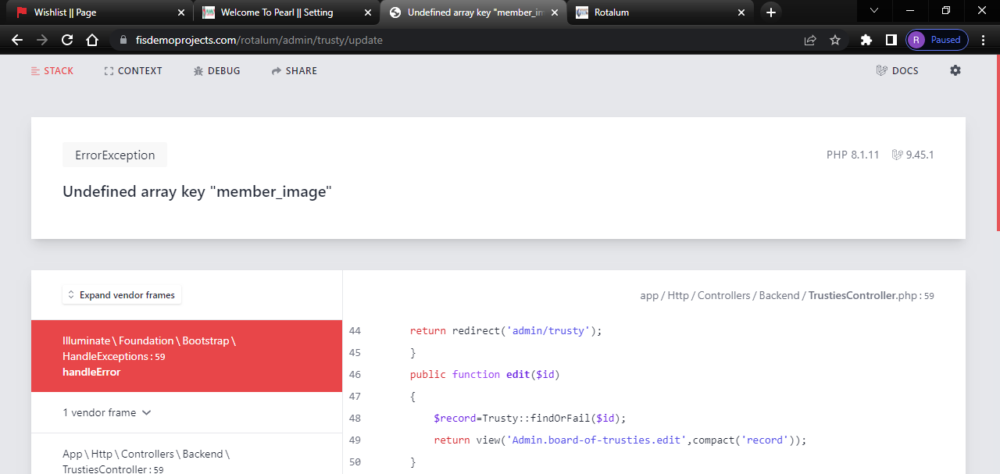 Wishlist || Page
Welcome To Pearl || Setting
Undefined array key "member_im
Rotalum
fisdemoprojects.com/rotalum/admin/trusty/update
R Paused
STACK
CONTEXT
DEBUG
SHARE
DOCS
ErrorException
PHP 8.1.11
9.45.1
Undefined array key "member_image"
Expand vendor frames
Illuminate \ Foundation \ Bootstrap \
HandleExceptions : 59
handleError
1 vendor frame
App \ Http \ Controllers \ Backend \
TrustiesController : 59
app / Http / Controllers / Backend / TrustiesController.php : 59
44 return redirect('admin/trusty');
45 }
46 public function edit($id)
47 {
48 $record=Trusty::findOrFail($id);
49 return view('Admin.board-of-trusties.edit',compact('record'));
50 }